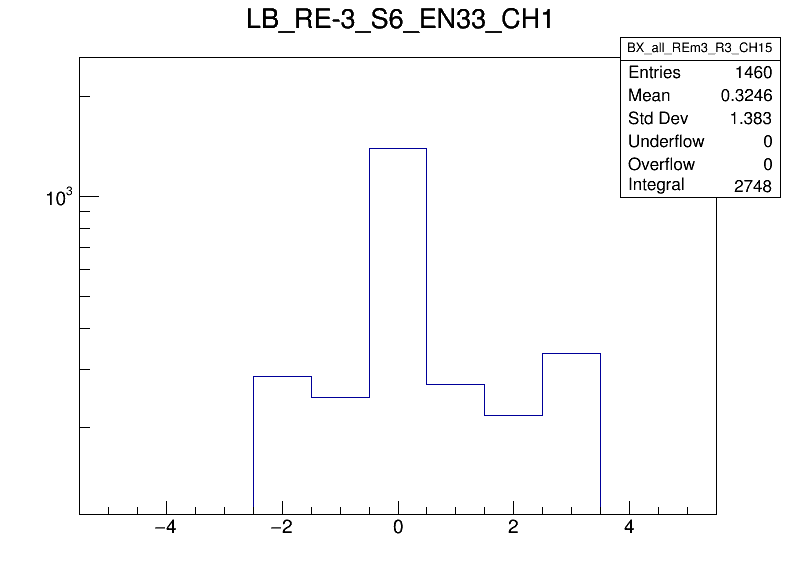 LB_RE-3_S6_EN33_CH1
BX_all_REm3_R3_CH15
Entries 1460
Mean 0.3246
Std Dev 1.383
Underflow 0
Overflow 0
Integral 2748
10³
−4 −2 0 2 4